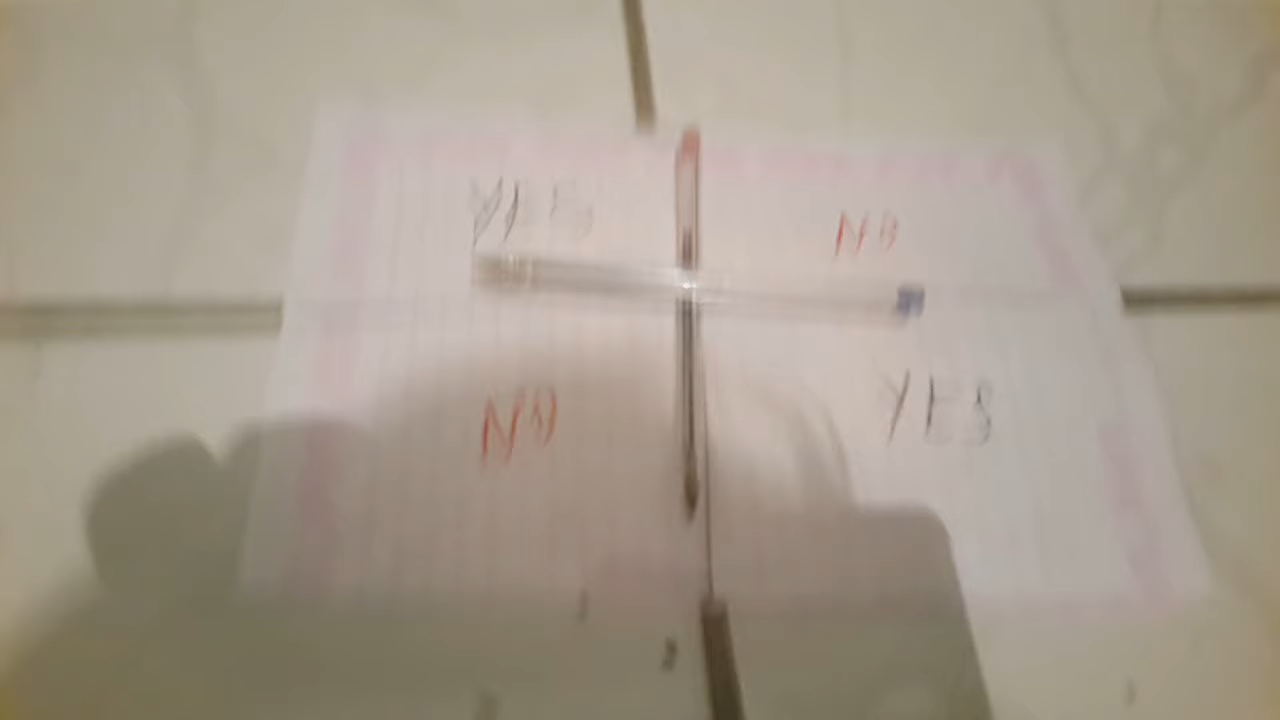 YES NO
NO YES